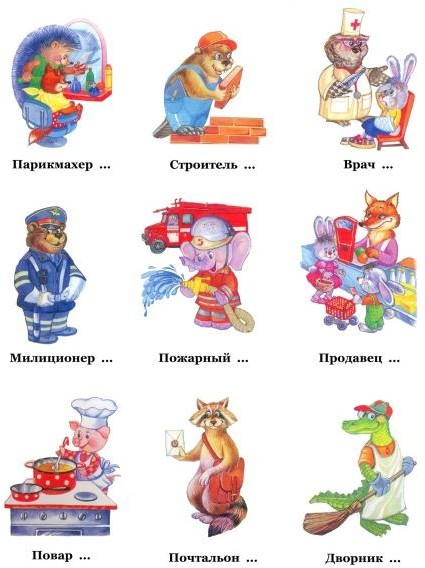 Парикмахер ...
Строитель ...
Врач ...
Милиционер ...
Пожарный ...
Продавец ...
Повар ...
Почтальон ...
Дворник ...